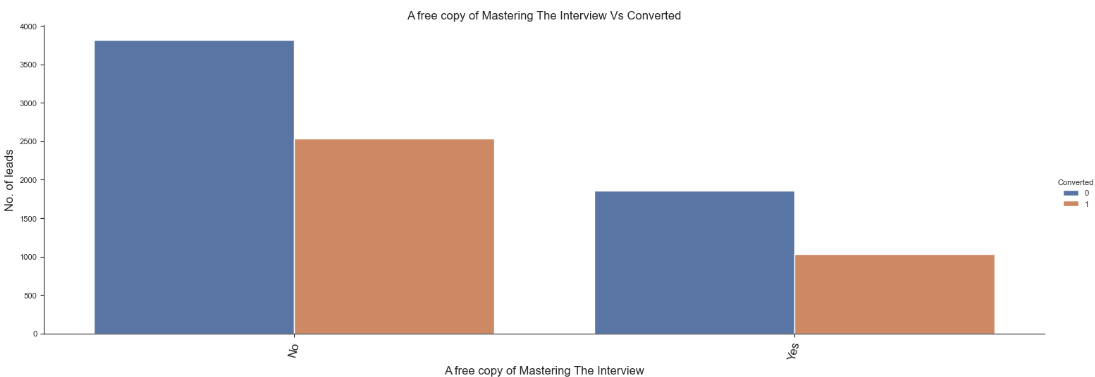 A free copy of Mastering The Interview Vs Converted
4000
3500
3000
2500
2000
1500
1000
500
0
No. of leads
No
Yes
A free copy of Mastering The Interview
Converted
0
1